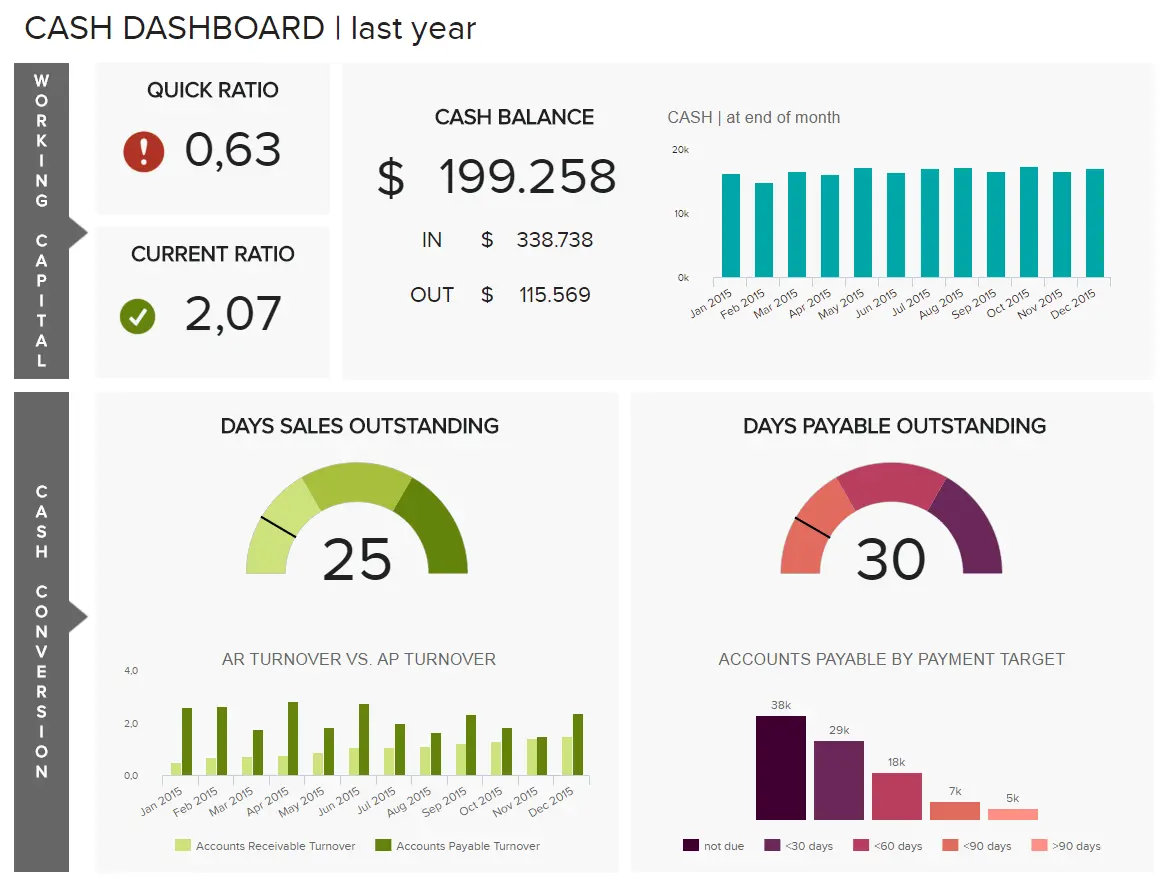 CASH DASHBOARD | last year
WORKING CAPITAL
QUICK RATIO
0,63
CURRENT RATIO
2,07
CASH BALANCE
$ 199.258
IN $ 338.738
OUT $ 115.569
CASH | at end of month
20k
10k
0k
Jan 2015 Feb 2015 Mar 2015 Apr 2015 May 2015 Jun 2015 Jul 2015 Aug 2015 Sep 2015 Oct 2015 Nov 2015 Dec 2015
CASH CONVERSION
DAYS SALES OUTSTANDING
25
AR TURNOVER VS. AP TURNOVER
4.0
2.0
0.0
Jan 2015 Feb 2015 Mar 2015 Apr 2015 May 2015 Jun 2015 Jul 2015 Aug 2015 Sep 2015 Oct 2015 Nov 2015 Dec 2015
Accounts Receivable Turnover Accounts Payable Turnover
DAYS PAYABLE OUTSTANDING
30
ACCOUNTS PAYABLE BY PAYMENT TARGET
38k
29k
18k
7k
5k
not due <30 days <60 days <90 days >90 days